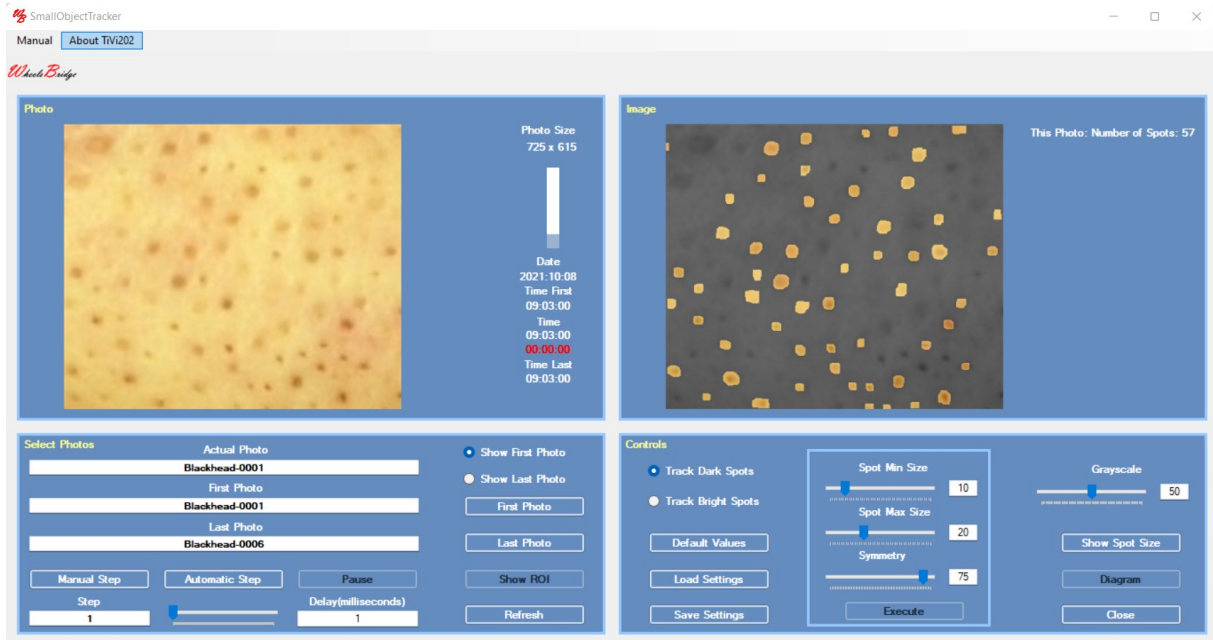 SmallObjectTracker
Manual About TiVi202
WheelsBridge
Photo
Photo Size
725 x 615
Date
2021:10:08
Time First
09:03:00
Time
09:03:00
00:00:00
Time Last
09:03:00
Image
This Photo: Number of Spots: 57
Select Photos
Actual Photo
Blackhead-0001
First Photo
Blackhead-0001
Last Photo
Blackhead-0006
Show First Photo
Show Last Photo
First Photo
Last Photo
Manual Step Automatic Step Pause Show ROI
Step
1
Delay(milliseconds)
1
Refresh
Controls
Track Dark Spots
Track Bright Spots
Default Values
Load Settings
Save Settings
Spot Min Size
10
Spot Max Size
20
Symmetry
75
Execute
Grayscale
50
Show Spot Size
Diagram
Close